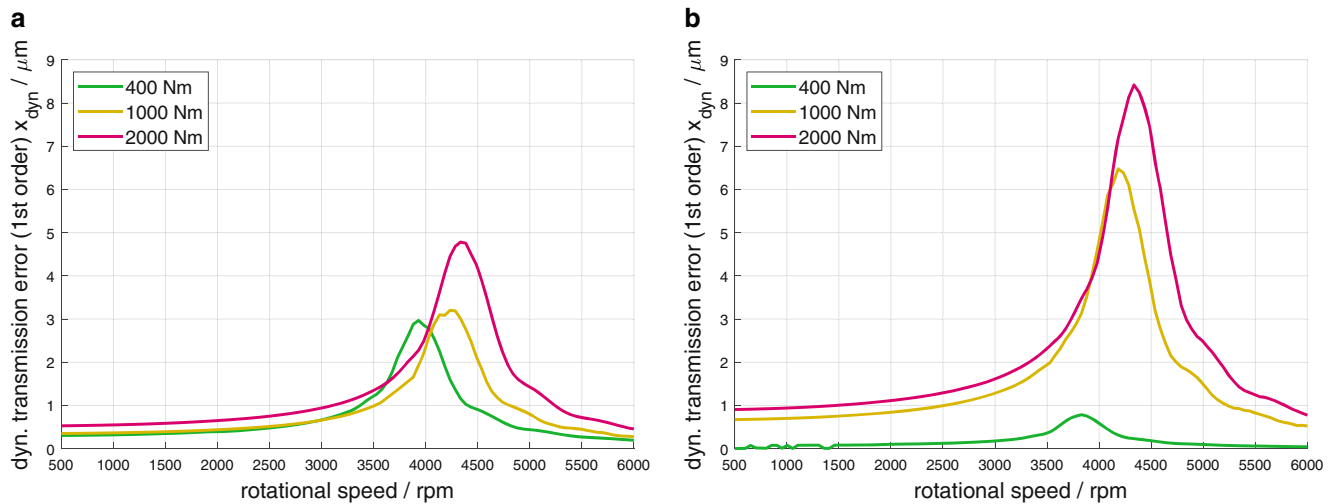 a
dyn. transmission error (1st order) x_dyn / μm
9
8
7
6
5
4
3
2
1
0
400 Nm
1000 Nm
2000 Nm
500 1000 1500 2000 2500 3000 3500 4000 4500 5000 5500 6000
rotational speed / rpm
b
dyn. transmission error (1st order) x_dyn / μm
9
8
7
6
5
4
3
2
1
0
400 Nm
1000 Nm
2000 Nm
500 1000 1500 2000 2500 3000 3500 4000 4500 5000 5500 6000
rotational speed / rpm